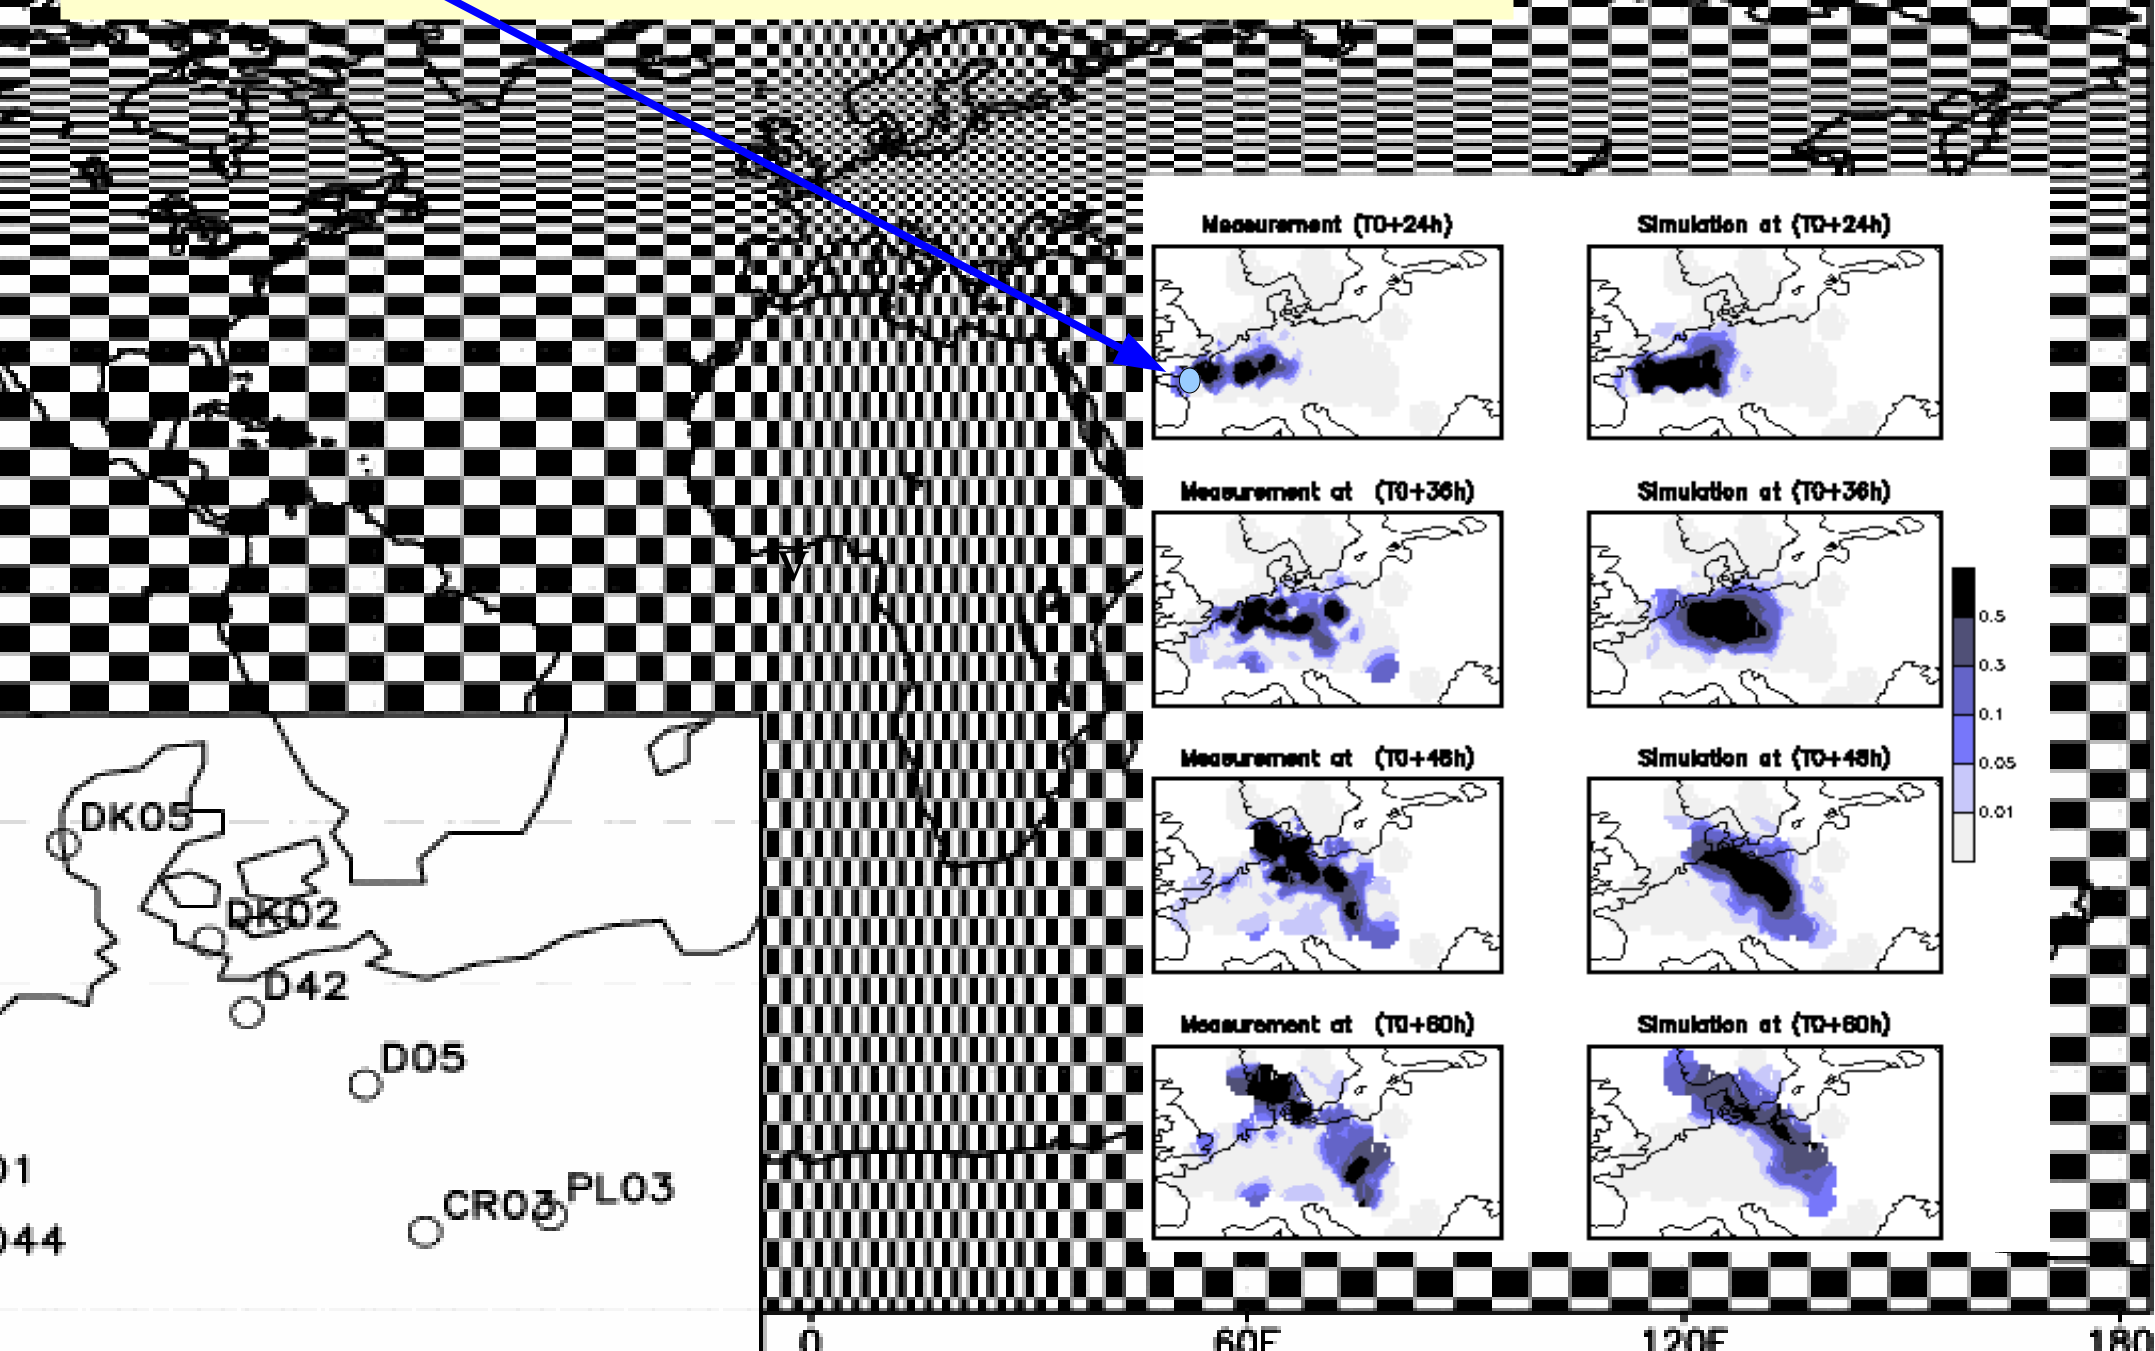 Measurement (T0+24h)
Simulation at (T0+24h)
Measurement at (T0+36h)
Simulation at (T0+36h)
0.5
0.3
0.1
0.05
0.01
Measurement at (T0+48h)
Simulation at (T0+48h)
Measurement at (T0+60h)
Simulation at (T0+60h)
DK05
DK02
D42
D05
CR03
PL03
44
0
60E
120E
180